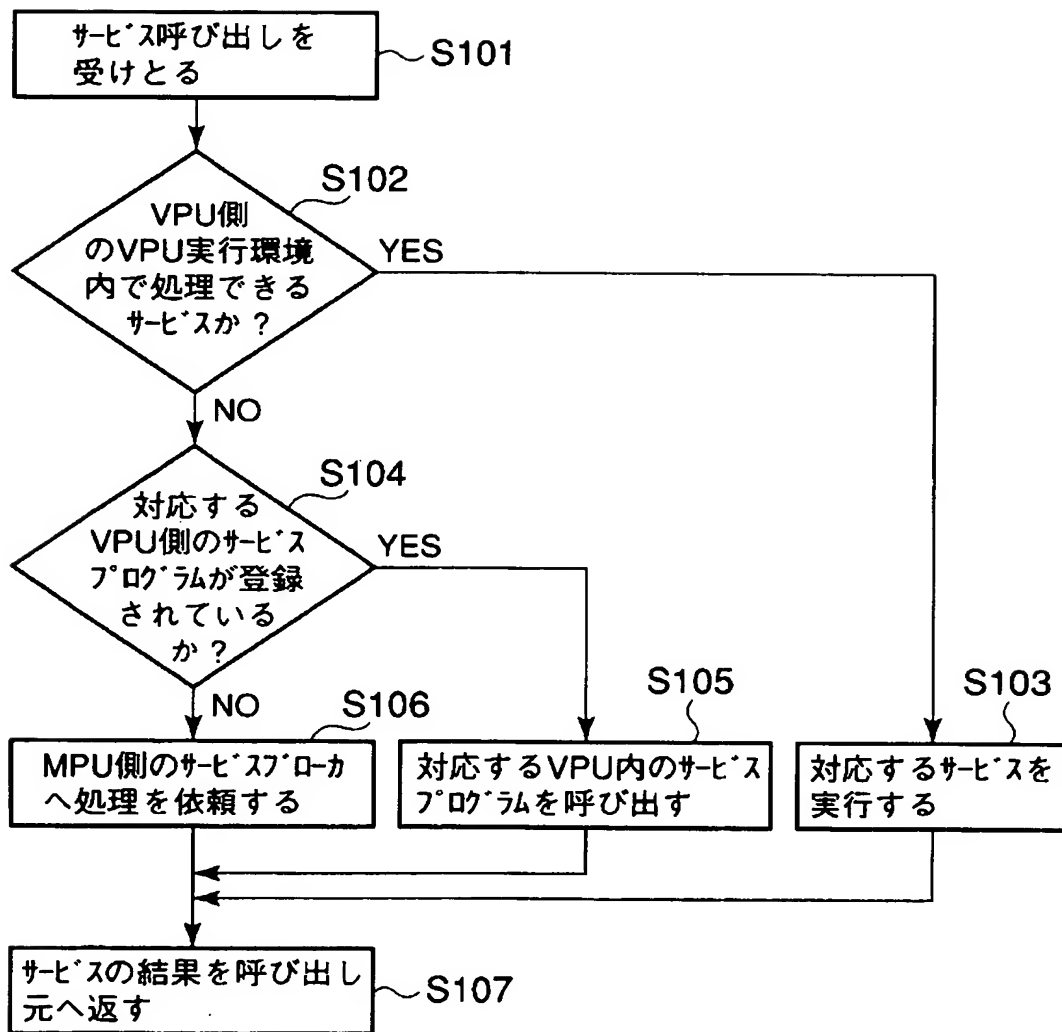 サービス呼び出しを
受けとる
S101
S102
VPU側
のVPU実行環境
内で処理できる
サービスか?
YES
NO
S104
対応する
VPU側のサービス
プログラムが登録
されている
か?
YES
NO
S106
MPU側のサービスブローカ
へ処理を依頼する
S105
対応するVPU内のサービス
プログラムを呼び出す
S103
対応するサービスを
実行する
サービスの結果を呼び出し
元へ返す
S107